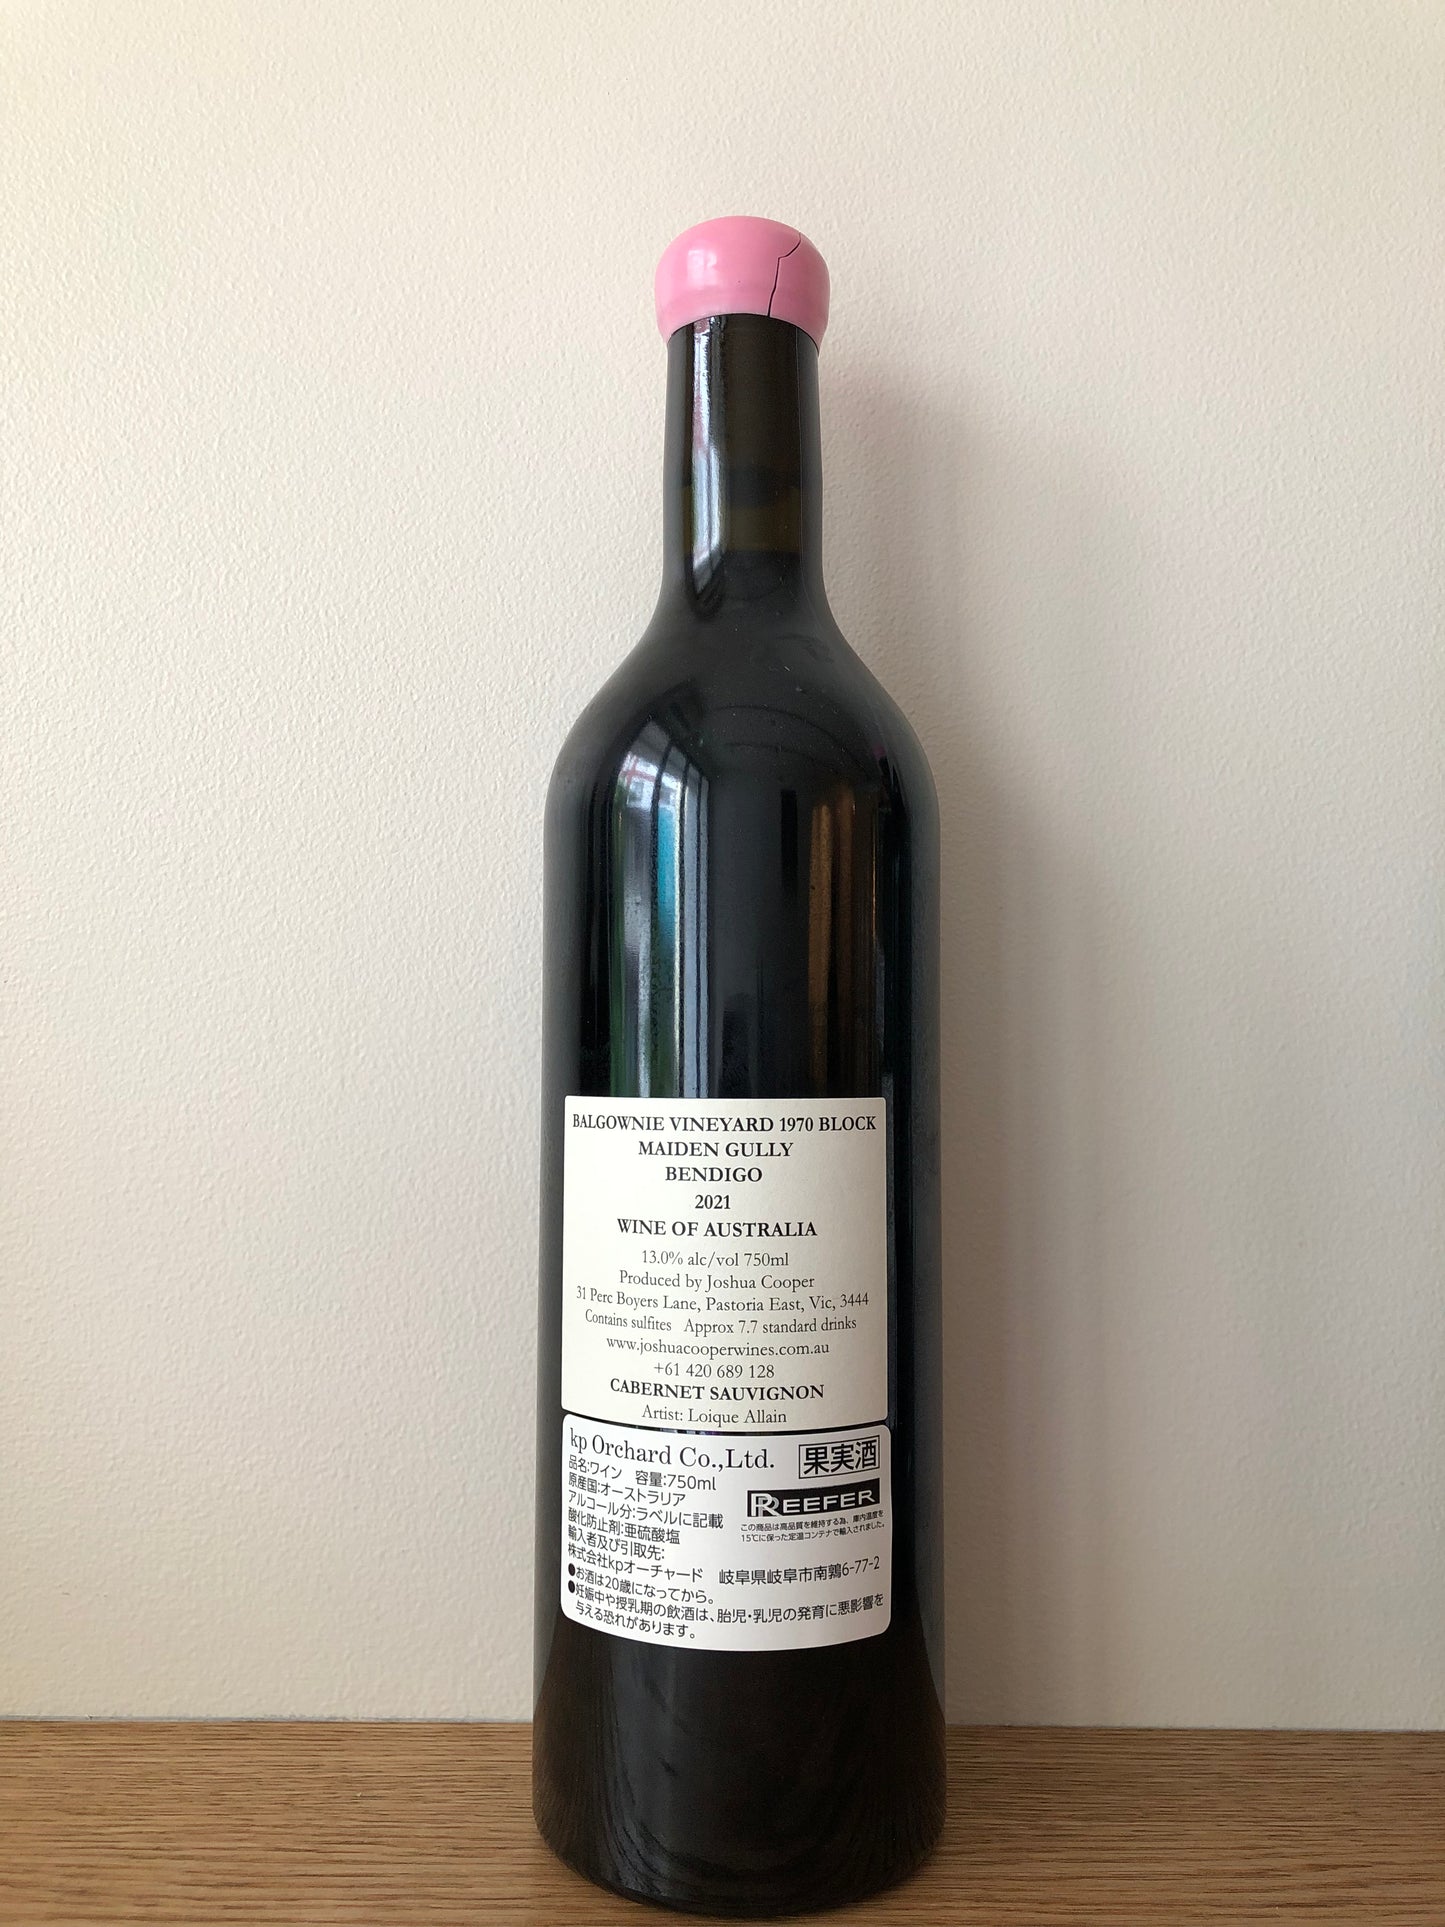 BALGOWNIE VINEYARD 1970 BLOCK
MAIDEN GULLY
BENDIGO
2021
WINE OF AUSTRALIA
13.0% alc/vol 750ml
Produced by Joshua Cooper
31 Perc Boyers Lane, Pastoria East, Vic, 3444
Contains sulfites Approx 7.7 standard drinks
www.joshuacooperwines.com.au
+61 420 689 128
CABERNET SAUVIGNON
Artist: Loique Allain
kp Orchard Co.,Ltd.
果実酒
品名:ワイン 容量:750ml
原産国:オーストラリア
アルコール分:ラベルに記載
酸化防止剤:亜硫酸塩
輸入者及び引取先:
REEFER
この商品は高品質を維持する為、庫内温度を
15℃に保った定温コンテナで輸入されました。
株式会社kpオーチャード 岐阜県岐阜市南鶉6-77-2
●お酒は20歳になってから。
●妊娠中や授乳期の飲酒は、胎児・乳児の発育に悪影響を
与える恐れがあります。